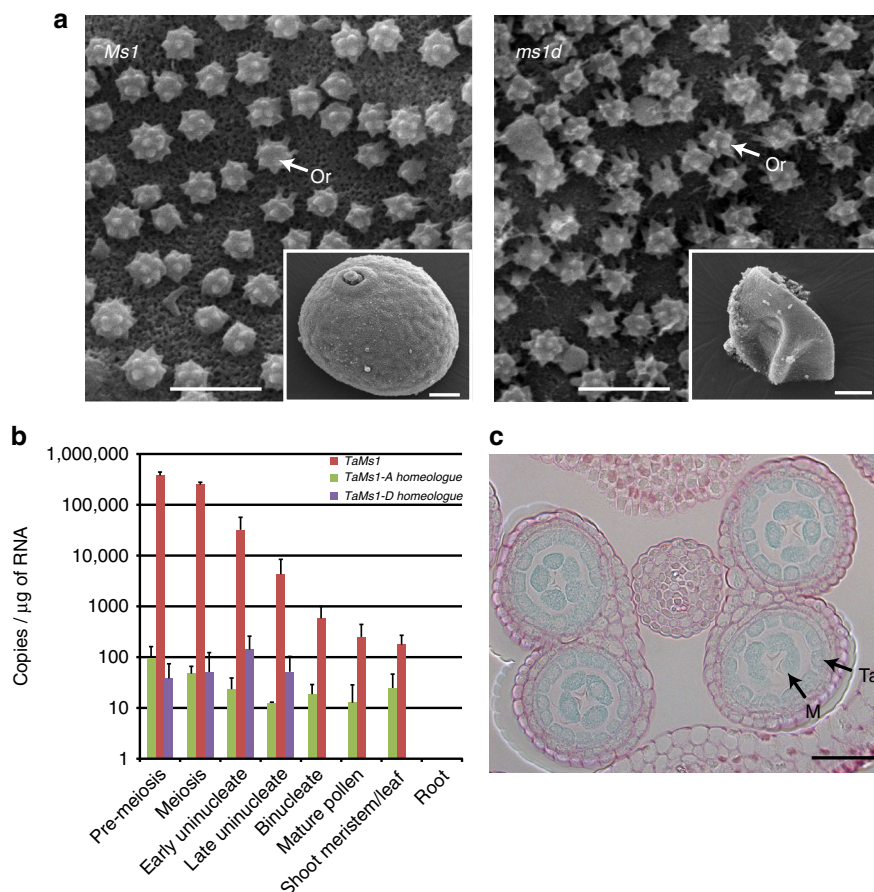 a
Ms1
Or
ms1d
Or
b
1,000,000
100,000
10,000
1000
100
10
1
Copies / μg of RNA
TaMs1
TaMs1-A homeologue
TaMs1-D homeologue
Pre-meiosis
Meiosis
Early uninucleate
Late uninucleate
Binucleate
Mature pollen
Shoot meristem/leaf
Root
c
Ta
M